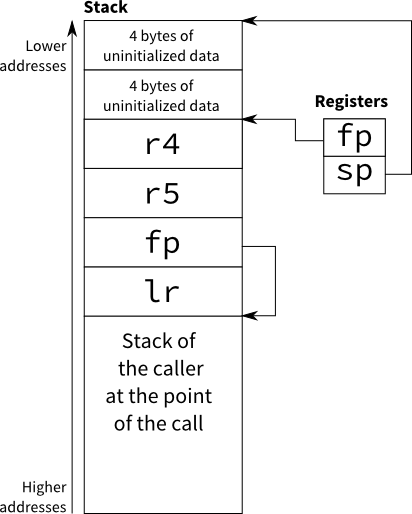 Stack
Lower
addresses
4 bytes of
uninitialized data
4 bytes of
uninitialized data
r4
r5
fp
lr
Stack of
the caller
at the point
of the call
Higher
addresses
Registers
fp
sp